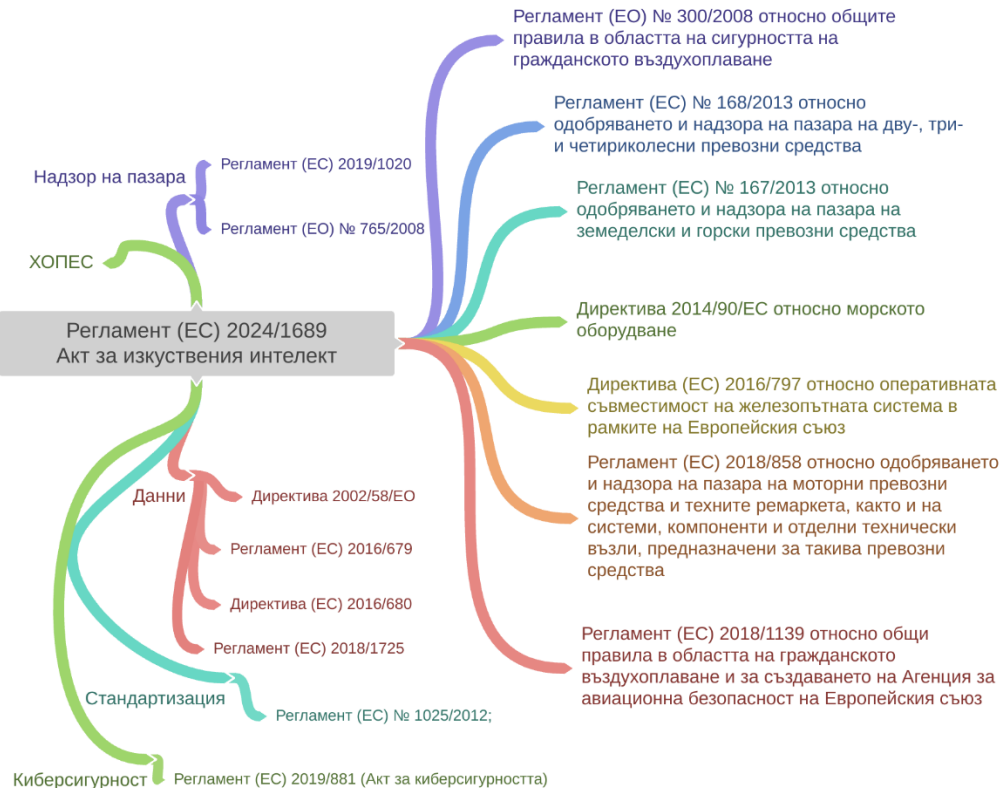 Регламент (ЕО) № 300/2008 относно общите
правила в областта на сигурността на
гражданското въздухоплаване
Регламент (ЕС) № 168/2013 относно
одобряването и надзора на пазара на дву-, три-
и четириколесни превозни средства
Регламент (ЕС) № 167/2013 относно
одобряването и надзора на пазара на
земеделски и горски превозни средства
Директива 2014/90/ЕС относно морското
оборудване
Директива (ЕС) 2016/797 относно оперативната
съвместимост на железопътната система в
рамките на Европейския съюз
Регламент (ЕС) 2018/858 относно одобряването
и надзора на пазара на моторни превозни
средства и техните ремаркета, както и на
системи, компоненти и отделни технически
възли, предназначени за такива превозни
средства
Регламент (ЕС) 2018/1139 относно общи
правила в областта на гражданското
въздухоплаване и за създаването на Агенция за
авиационна безопасност на Европейския съюз
Надзор на пазара
Регламент (ЕС) 2019/1020
Регламент (ЕО) № 765/2008
ХОПЕС
Регламент (ЕС) 2024/1689
Акт за изкуствения интелект
Данни
Директива 2002/58/ЕО
Регламент (ЕС) 2016/679
Директива (ЕС) 2016/680
Регламент (ЕС) 2018/1725
Стандартизация
Регламент (ЕС) № 1025/2012;
Киберсигурност
Регламент (ЕС) 2019/881 (Акт за киберсигурността)